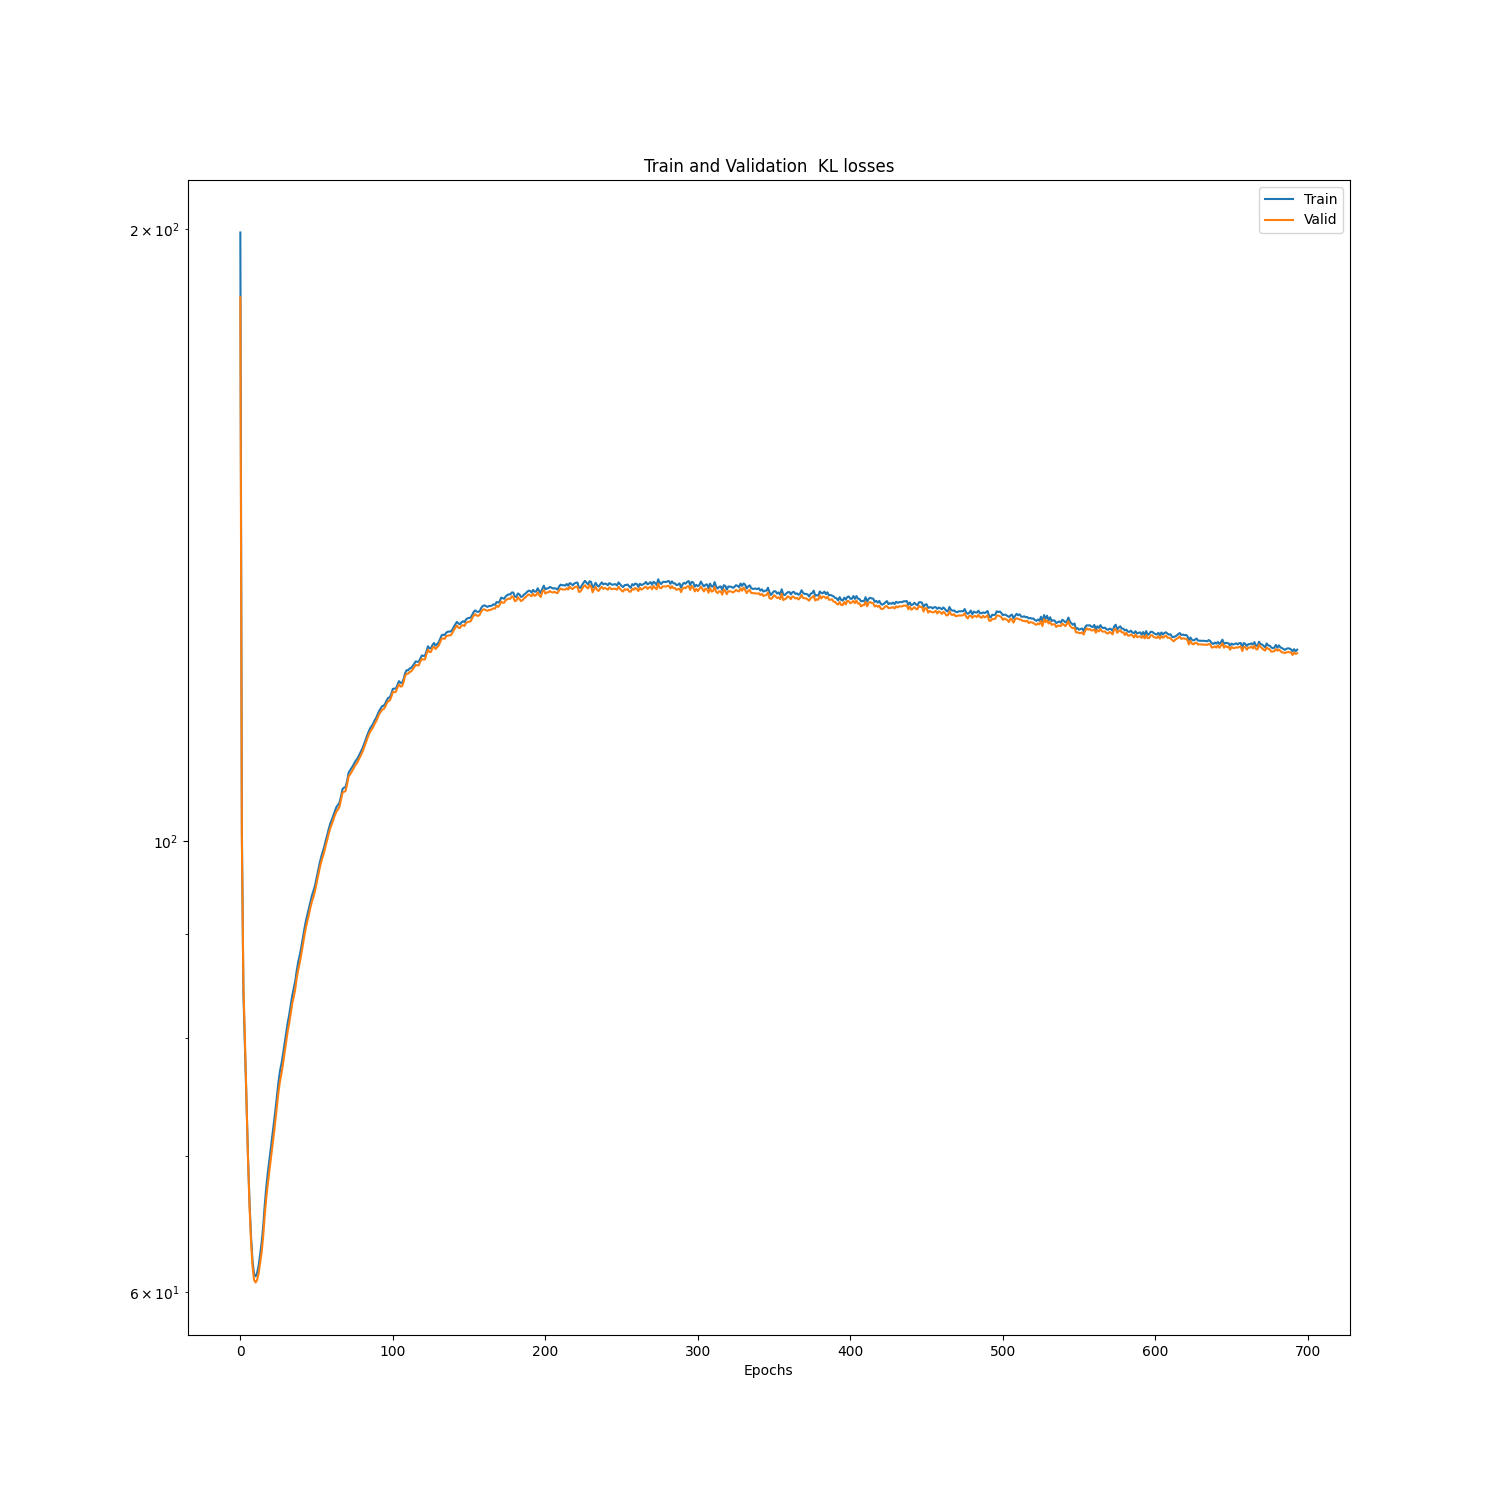 Train and Validation  KL losses
Train
Valid
2 × 10²
10²
6 × 10¹
0 100 200 300 400 500 600 700
Epochs